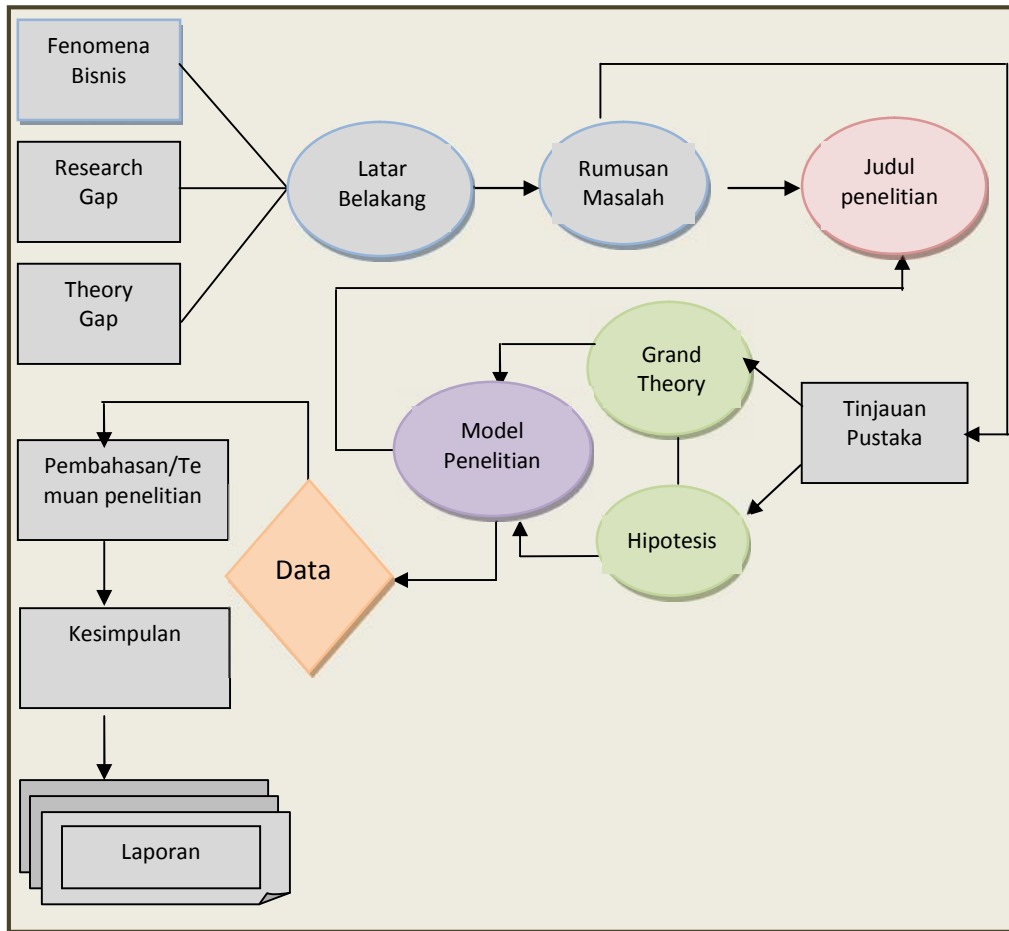 Fenomena
Bisnis
Research
Gap
Theory
Gap
Latar
Belakang
Rumusan
Masalah
Judul
penelitian
Grand
Theory
Tinjauan
Pustaka
Model
Penelitian
Hipotesis
Pembahasan/Te
muan penelitian
Data
Kesimpulan
Laporan